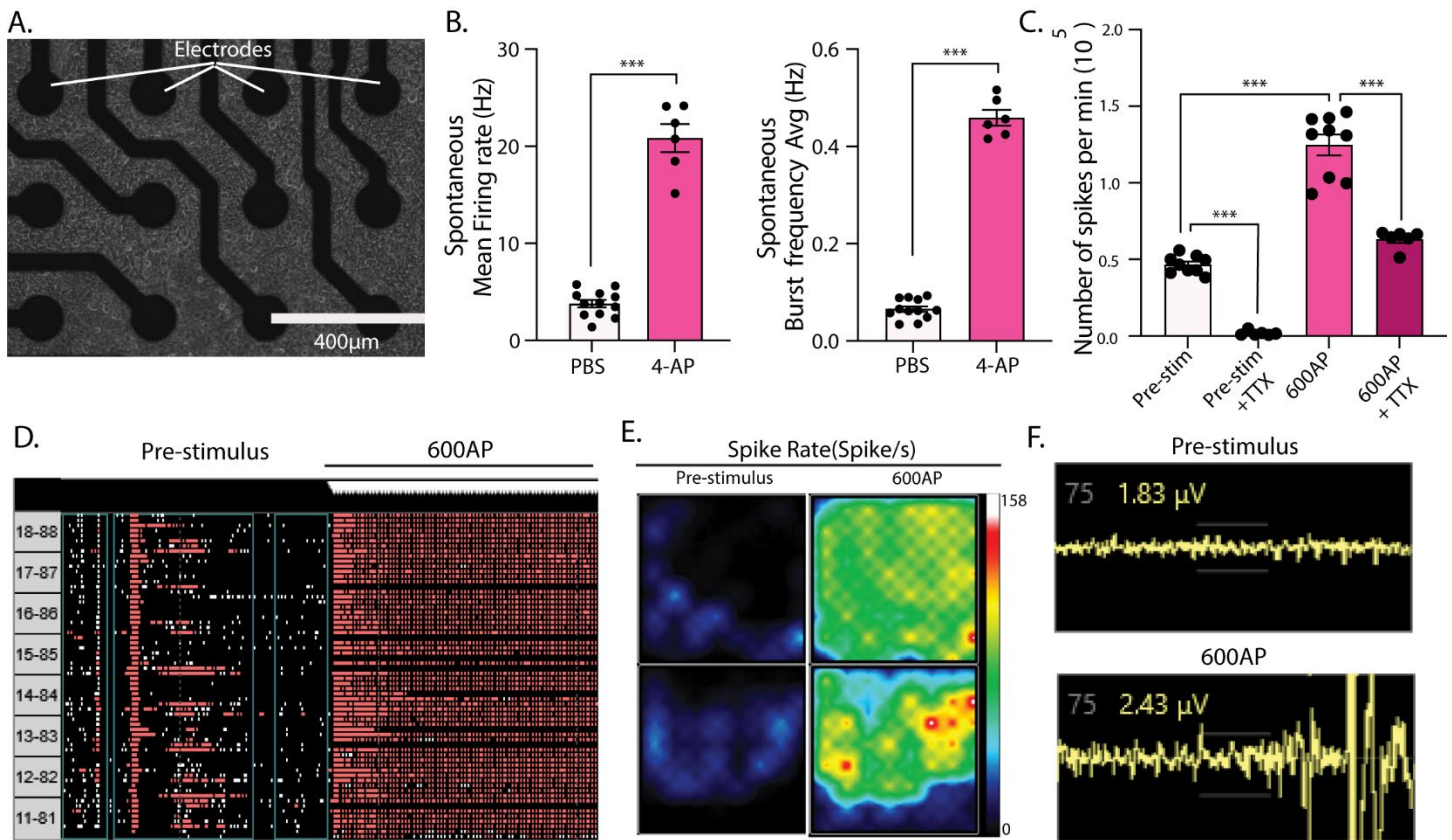 A.
Electrodes
400µm
B.
Spontaneous
Mean Firing rate (Hz)
30
20
10
0
***
PBS
4-AP
Spontaneous
Burst frequency Avg (Hz)
0.6
0.4
0.2
0.0
***
PBS
4-AP
C.
Number of spikes per min (10
5
2.0
1.5
1.0
0.5
0.0
***
***
***
Pre-stim
Pre-stim
+TTX
600AP
600AP
+TTX
D.
Pre-stimulus
600AP
18-88
17-87
16-86
15-85
14-84
13-83
12-82
11-81
E.
Spike Rate(Spike/s)
Pre-stimulus
600AP
158
0
F.
Pre-stimulus
75 1.83 µV
600AP
75 2.43 µV